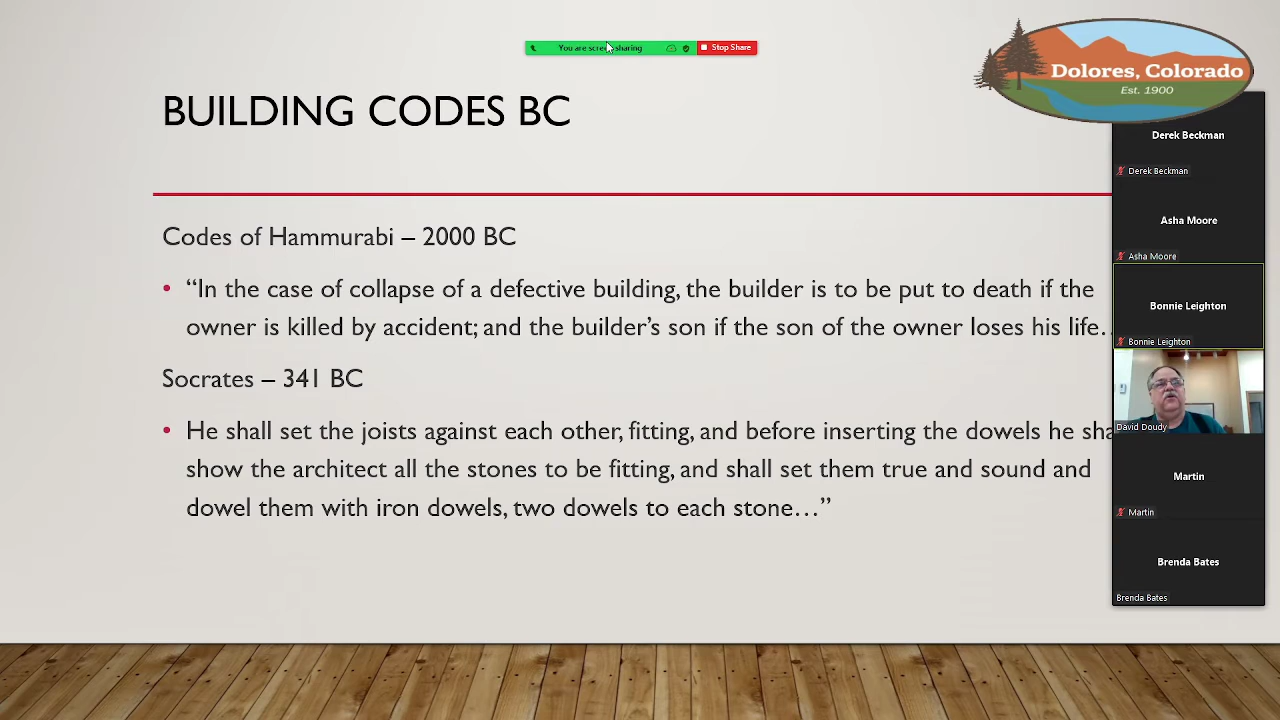 You are screen sharing
Stop Share
Dolores, Colorado
Est. 1900
BUILDING CODES BC
Codes of Hammurabi – 2000 BC
• “In the case of collapse of a defective building, the builder is to be put to death if the
owner is killed by accident; and the builder’s son if the son of the owner loses his life..
Socrates – 341 BC
• He shall set the joists against each other, fitting, and before inserting the dowels he sha
show the architect all the stones to be fitting, and shall set them true and sound and
dowel them with iron dowels, two dowels to each stone…”
Derek Beckman
Derek Beckman
Asha Moore
Asha Moore
Bonnie Leighton
Bonnie Leighton
David Doudy
Martin
Martin
Brenda Bates
Brenda Bates